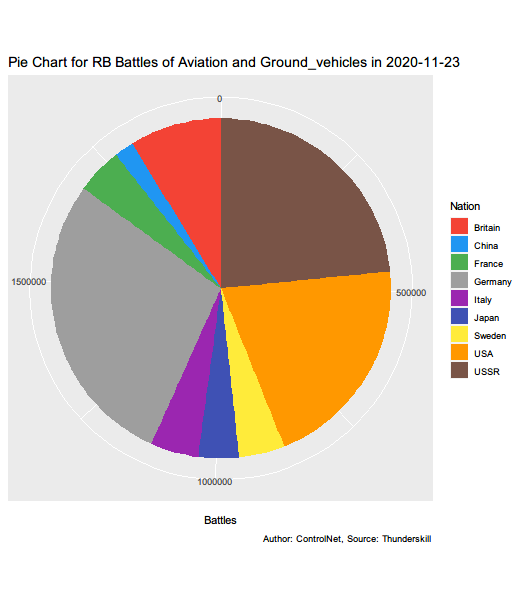 Pie Chart for RB Battles of Aviation and Ground_vehicles in 2020-11-23
0
500000
1000000
1500000
Nation
Britain
China
France
Germany
Italy
Japan
Sweden
USA
USSR
Battles
Author: ControlNet, Source: Thunderskill